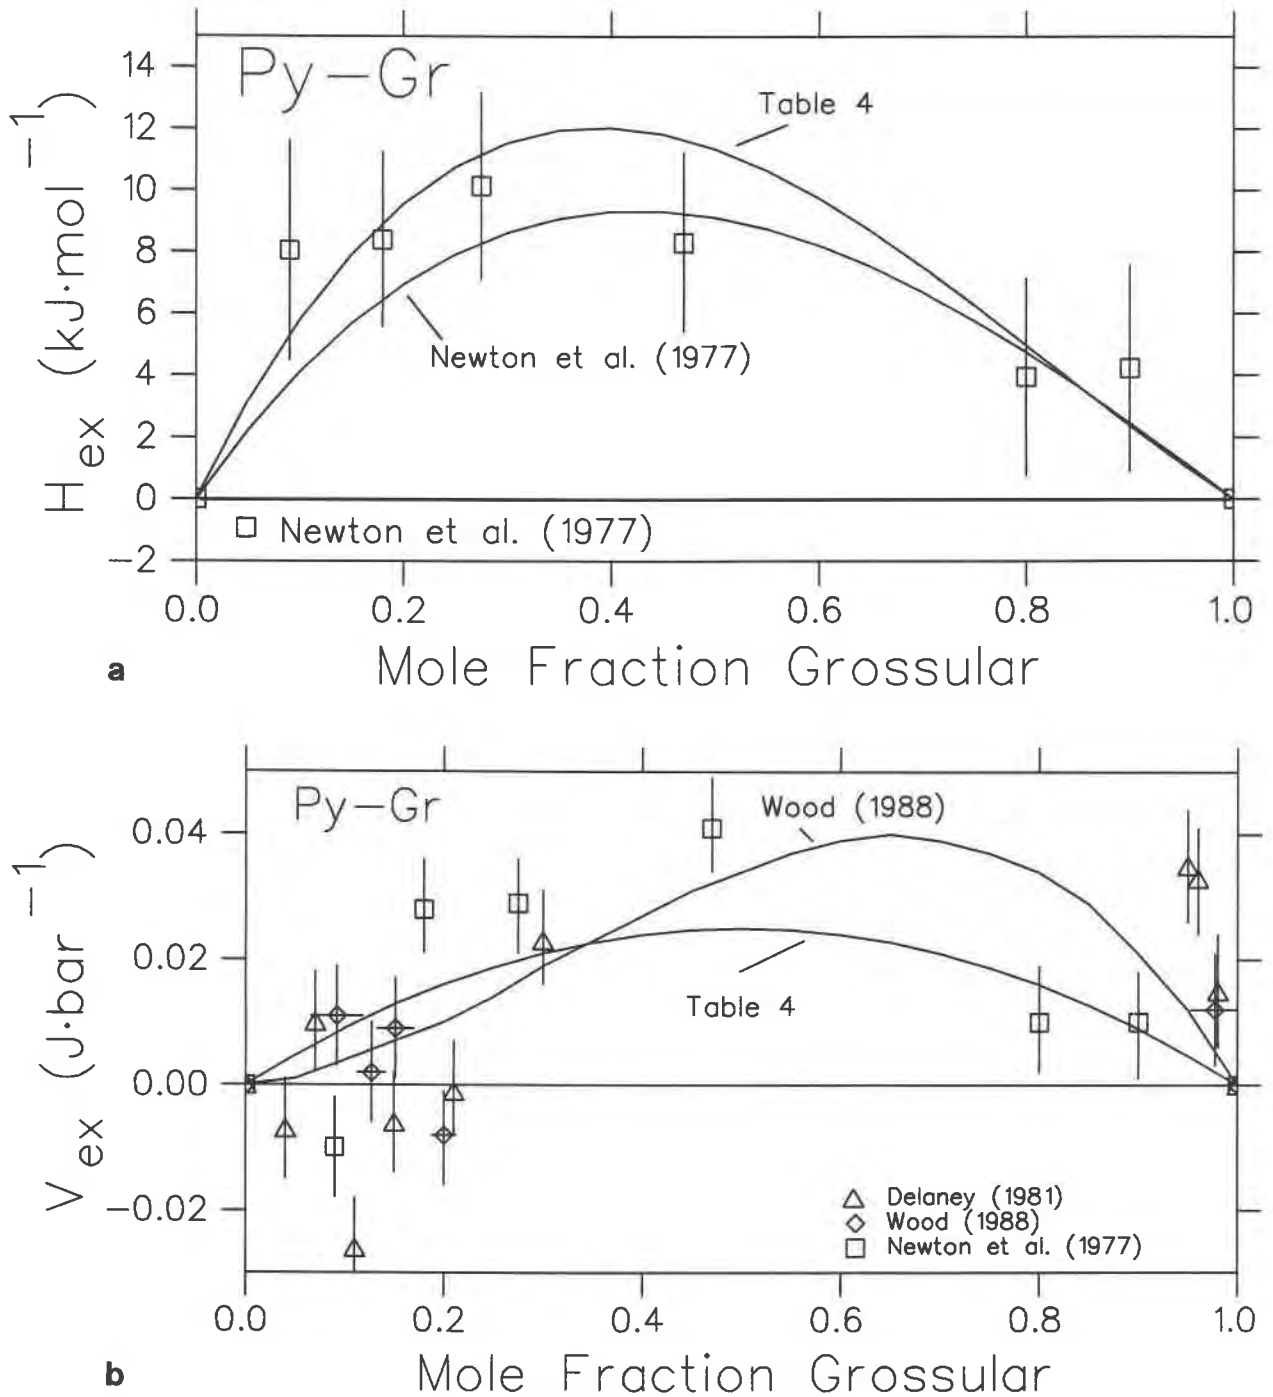 Py-Gr
14
12
10
8
6
4
2
0
-2
H ex (kJ·mol -1)
Table 4
Newton et al. (1977)
Newton et al. (1977)
0.0 0.2 0.4 0.6 0.8 1.0
a
Mole Fraction Grossular
Py-Gr
Wood (1988)
0.04
0.02
0.00
-0.02
V ex (J·bar -1)
Table 4
Delaney (1981)
Wood (1988)
Newton et al. (1977)
0.0 0.2 0.4 0.6 0.8 1.0
b
Mole Fraction Grossular